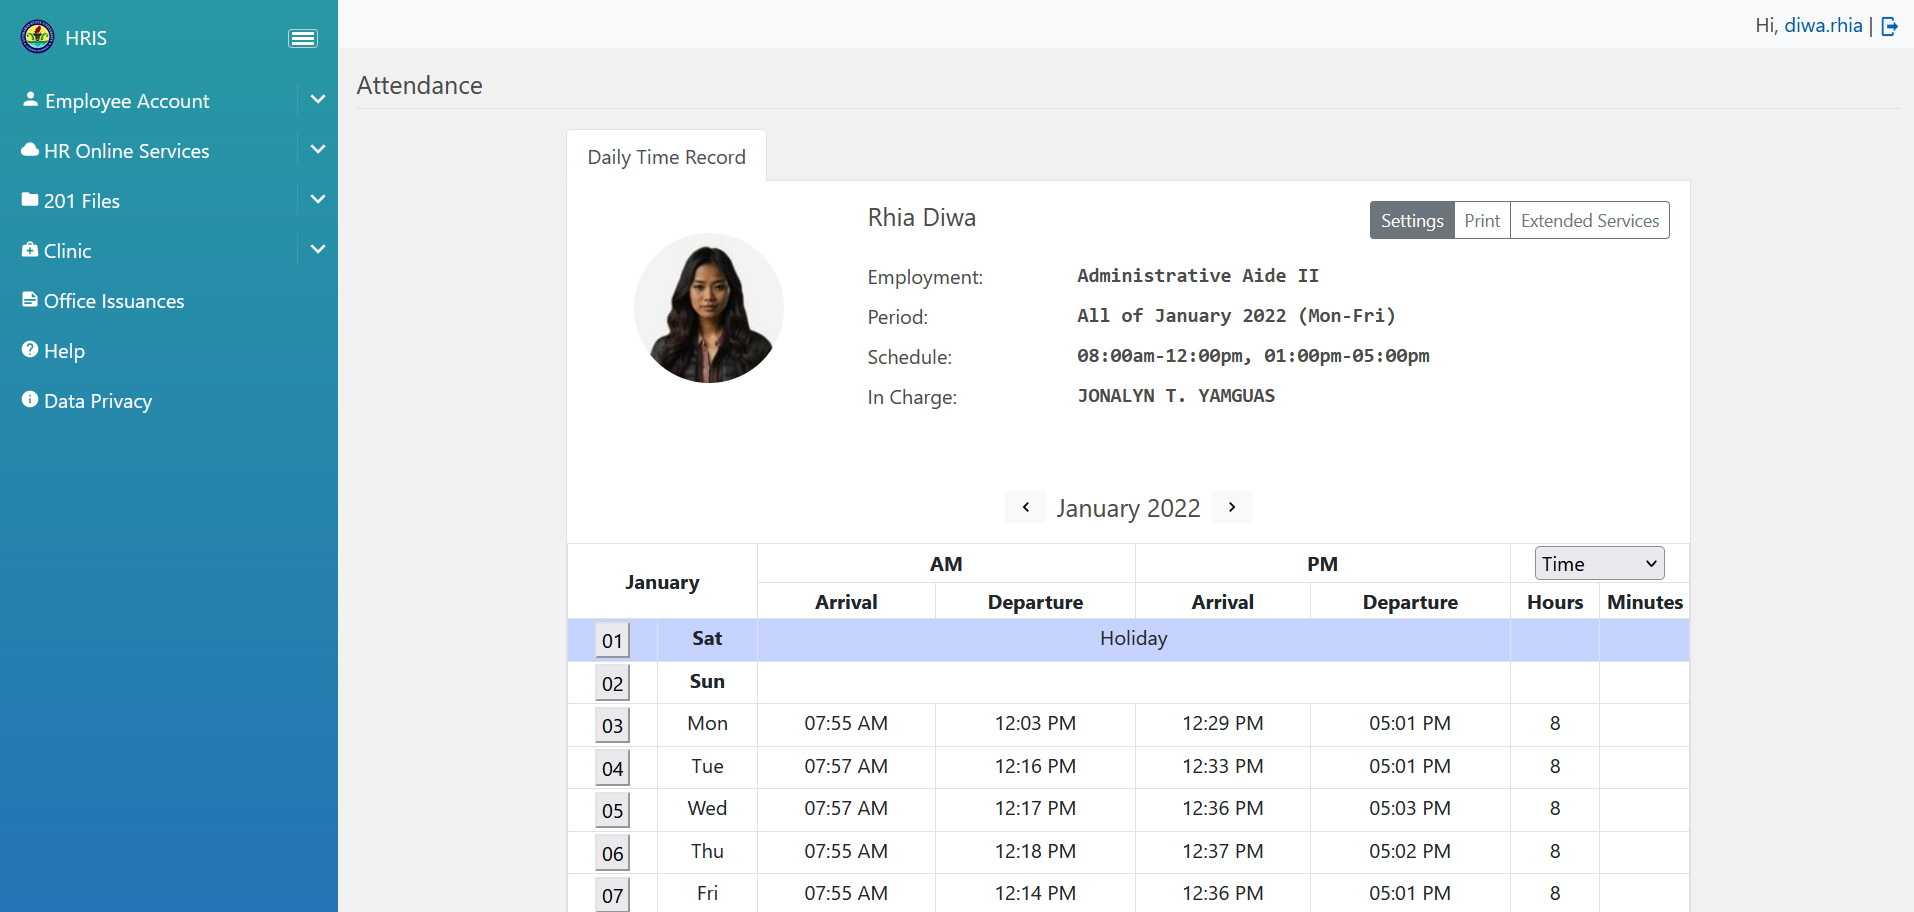 HRIS
Hi, diwa.rhia |
Employee Account
HR Online Services
201 Files
Clinic
Office Issuances
Help
Data Privacy
Attendance
Daily Time Record
Rhia Diwa
Settings Print Extended Services
Employment: Administrative Aide II
Period: All of January 2022 (Mon-Fri)
Schedule: 08:00am-12:00pm, 01:00pm-05:00pm
In Charge: JONALYN T. YAMGUAS
January 2022
January AM PM Time
Arrival Departure Arrival Departure Hours Minutes
01 Sat Holiday
02 Sun
03 Mon 07:55 AM 12:03 PM 12:29 PM 05:01 PM 8
04 Tue 07:57 AM 12:16 PM 12:33 PM 05:01 PM 8
05 Wed 07:57 AM 12:17 PM 12:36 PM 05:03 PM 8
06 Thu 07:55 AM 12:18 PM 12:37 PM 05:02 PM 8
07 Fri 07:55 AM 12:14 PM 12:36 PM 05:01 PM 8